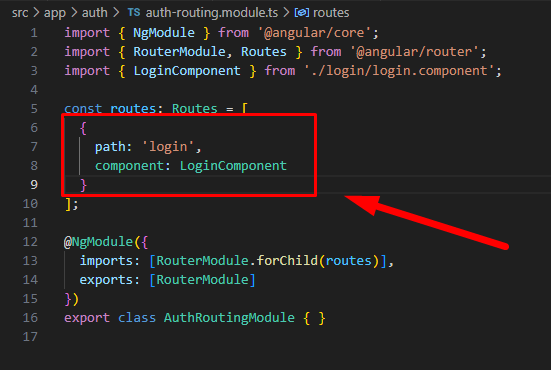 src > app > auth > TS auth-routing.module.ts > routes
1 import { NgModule } from '@angular/core';
2 import { RouterModule, Routes } from '@angular/router';
3 import { LoginComponent } from './login/login.component';
4
5 const routes: Routes = [
6 {
7 path: 'login',
8 component: LoginComponent
9 }
10 ];
11
12 @NgModule({
13 imports: [RouterModule.forChild(routes)],
14 exports: [RouterModule]
15 })
16 export class AuthRoutingModule { }
17